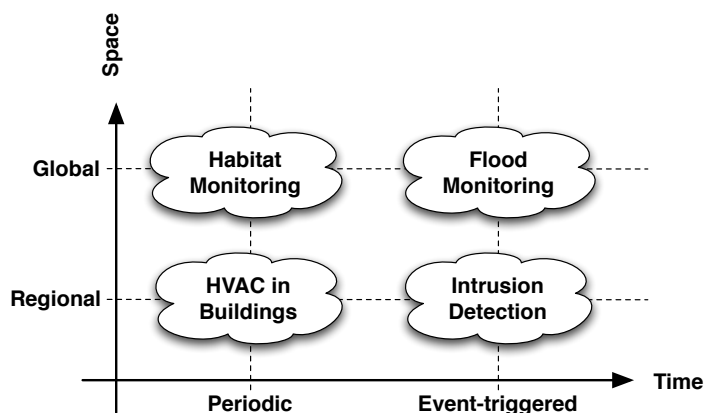 Space
Global
Habitat
Monitoring
Flood
Monitoring
Regional
HVAC in
Buildings
Intrusion
Detection
Time
Periodic
Event-triggered